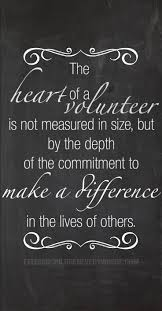 The
heart of a
volunteer
is not measured in size, but
by the depth
of the commitment to
make a difference
in the lives of others.